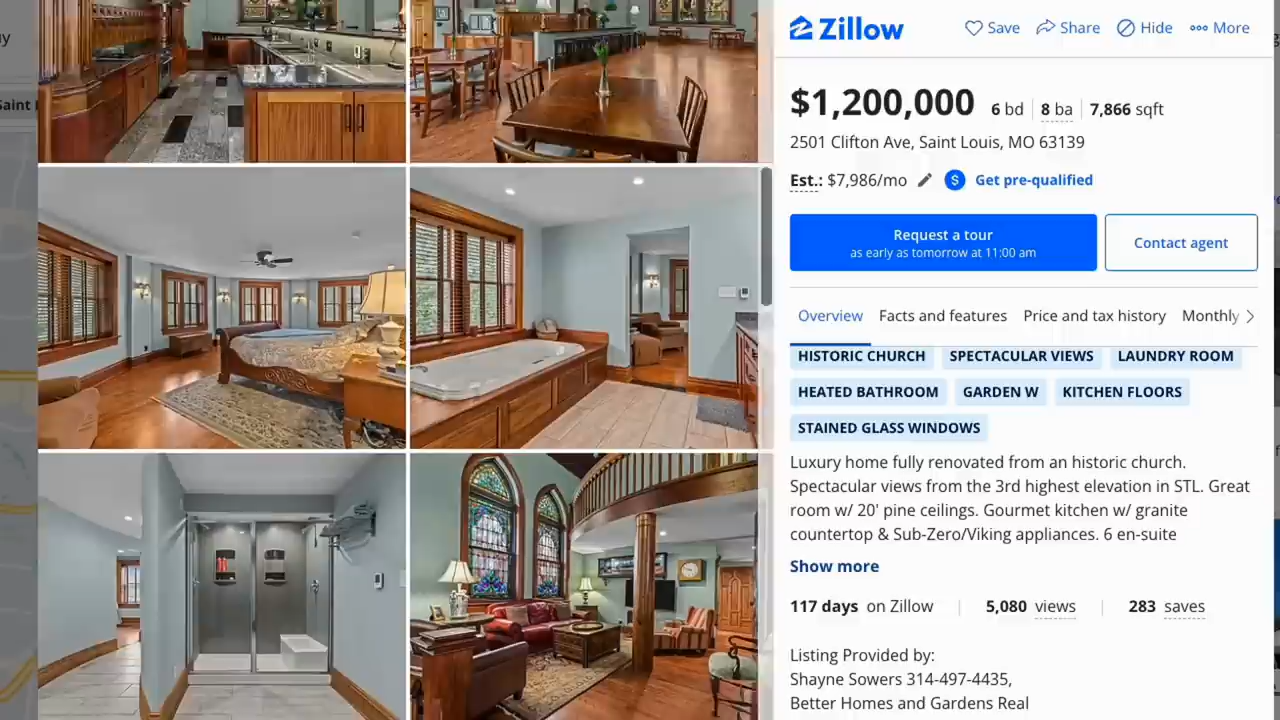 Zillow
Save
Share
Hide
More
y
Saint
$1,200,000 6 bd 8 ba 7,866 sqft
2501 Clifton Ave, Saint Louis, MO 63139
Est.: $7,986/mo $ Get pre-qualified
Request a tour
as early as tomorrow at 11:00 am
Contact agent
Overview Facts and features Price and tax history Monthly
HISTORIC CHURCH SPECTACULAR VIEWS LAUNDRY ROOM
HEATED BATHROOM GARDEN W KITCHEN FLOORS
STAINED GLASS WINDOWS
Luxury home fully renovated from an historic church.
Spectacular views from the 3rd highest elevation in STL. Great
room w/ 20' pine ceilings. Gourmet kitchen w/ granite
countertop & Sub-Zero/Viking appliances. 6 en-suite
Show more
117 days on Zillow 5,080 views 283 saves
Listing Provided by:
Shayne Sowers 314-497-4435,
Better Homes and Gardens Real